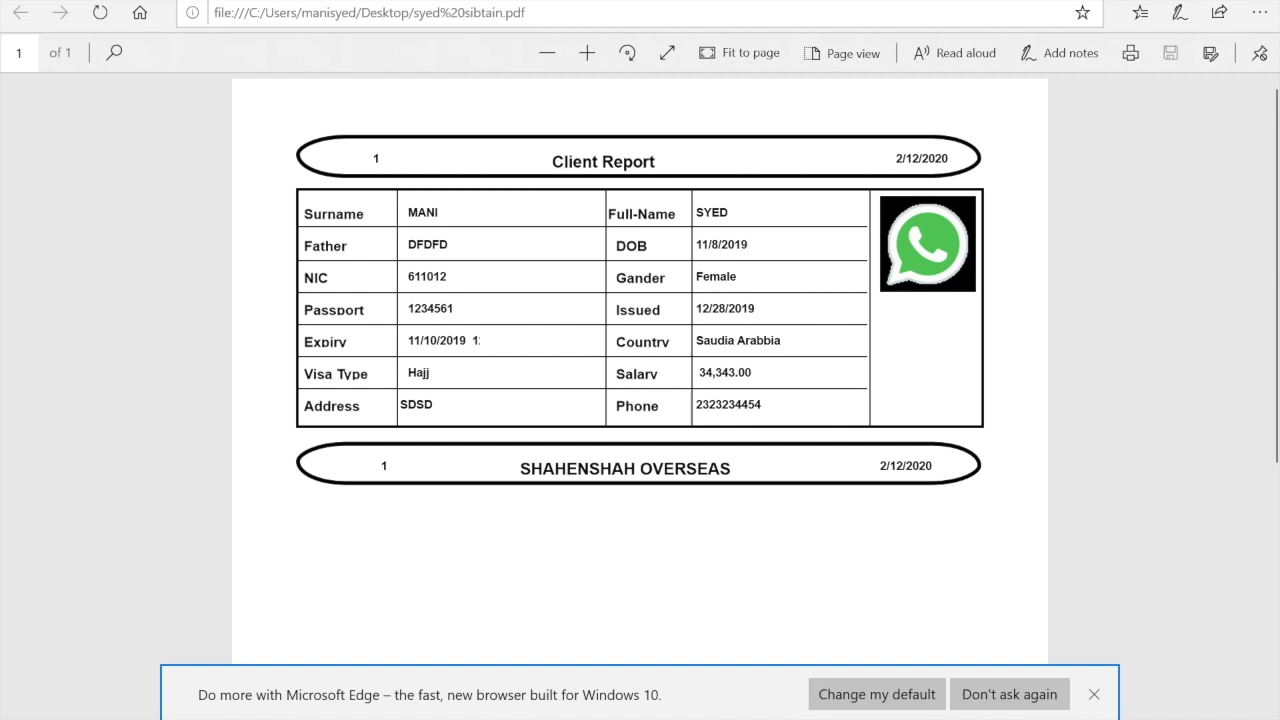 file:///C:/Users/manisyed/Desktop/syed%20sibtain.pdf
1 of 1 Fit to page Page view Read aloud Add notes
1 Client Report 2/12/2020
Surname MANI Full-Name SYED
Father DFDFD DOB 11/8/2019
NIC 611012 Gander Female
Passport 1234561 Issued 12/28/2019
Expiry 11/10/2019 Country Saudia Arabbia
Visa Type Hajj Salary 34,343.00
Address SDSD Phone 2323234454
1 SHAHENSHAH OVERSEAS 2/12/2020
Do more with Microsoft Edge – the fast, new browser built for Windows 10. Change my default Don't ask again